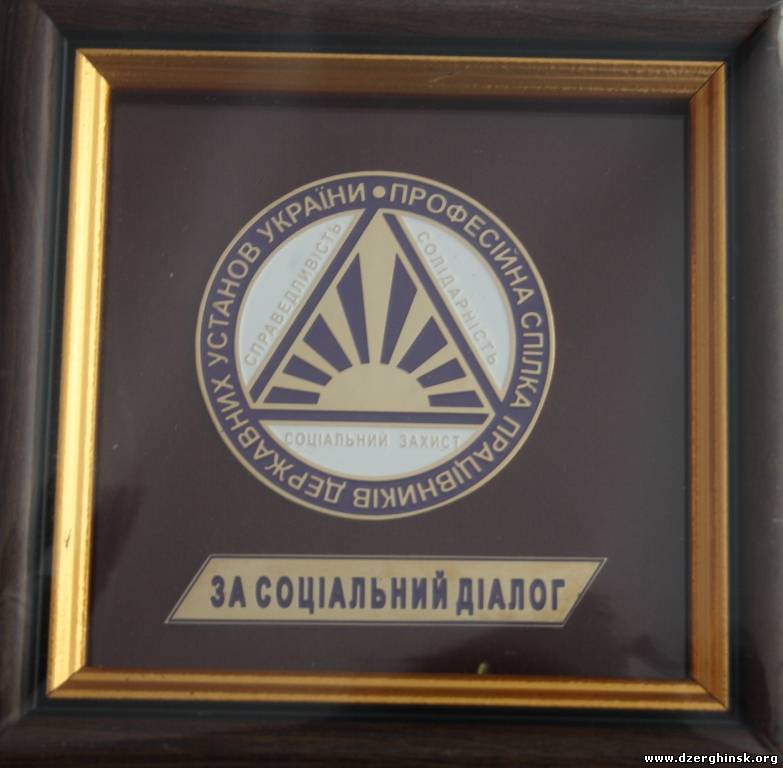 ПРОФЕСІЙНА СПІЛКА ПРАЦІВНИКІВ ДЕРЖАВНИХ УСТАНОВ УКРАЇНИ •
СПРАВЕДЛИВІСТЬ
СОЛІДАРНІСТЬ
СОЦІАЛЬНИЙ ЗАХИСТ
ЗА СОЦІАЛЬНИЙ ДІАЛОГ
www.dzerghinsk.org